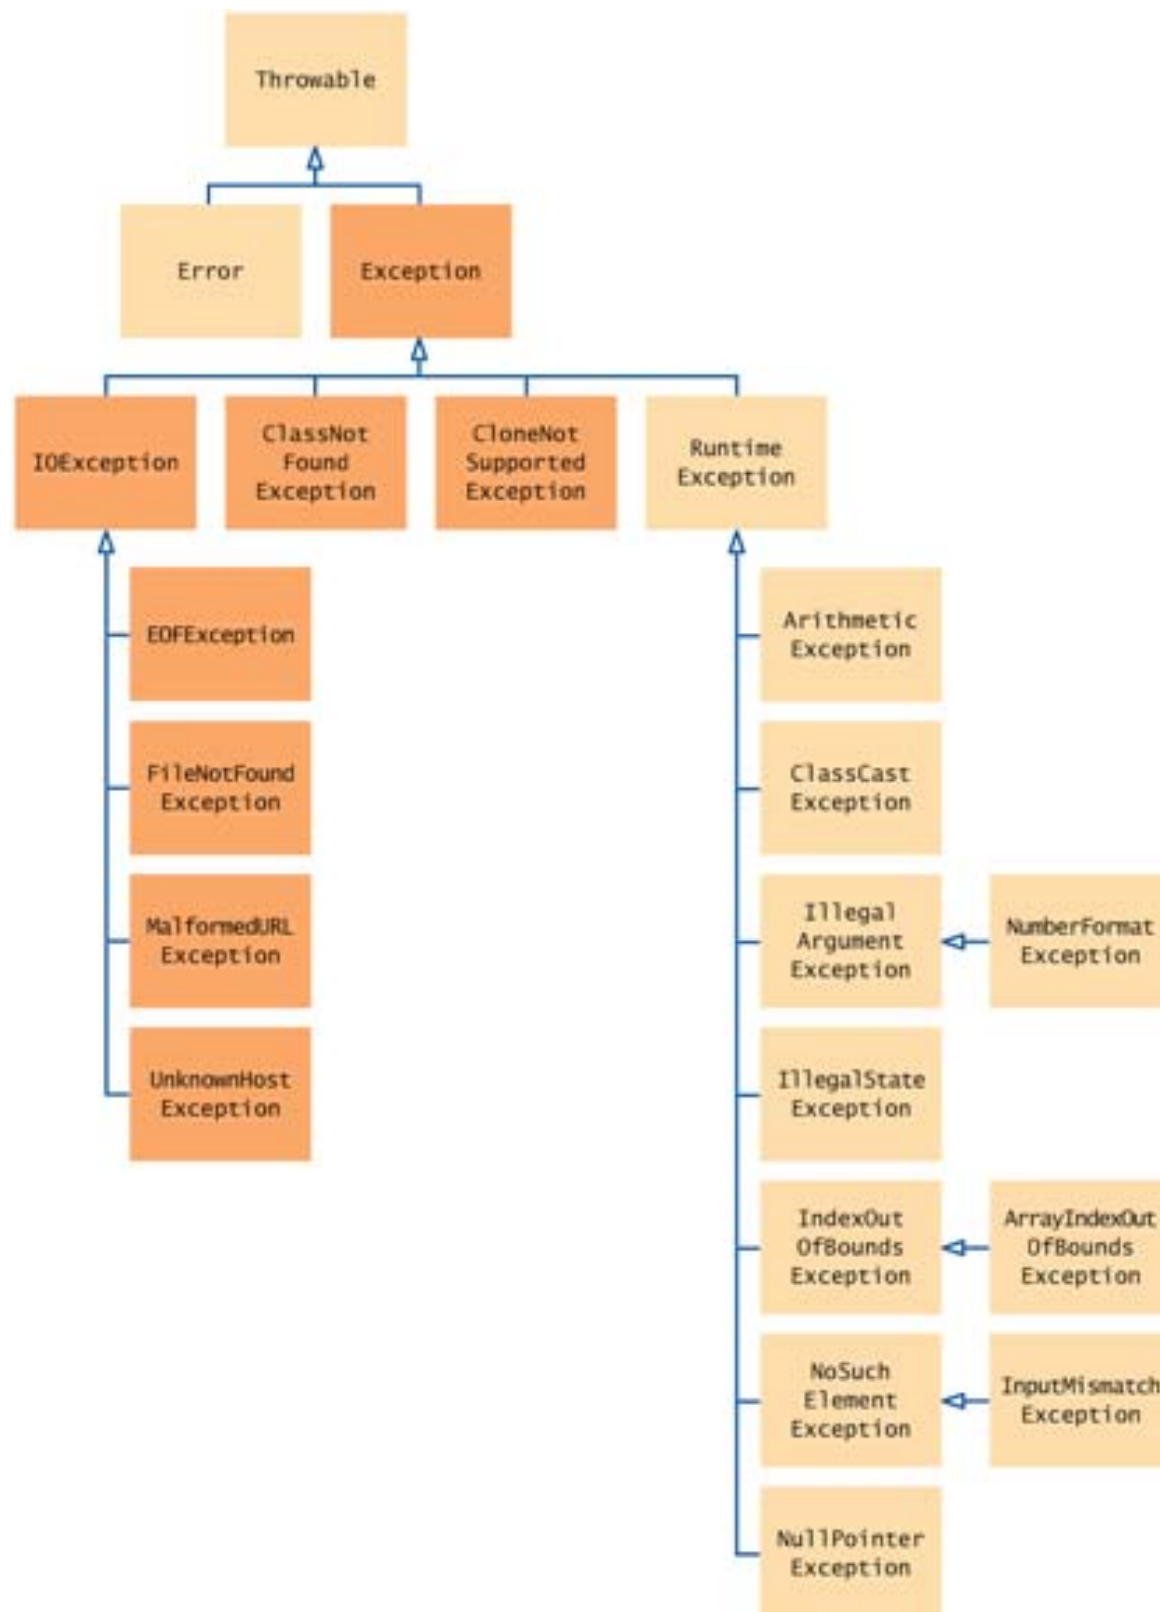 Throwable
Error
Exception
IOException
ClassNot
Found
Exception
CloneNot
Supported
Exception
Runtime
Exception
EOFException
FileNotFound
Exception
MalformedURL
Exception
UnknownHost
Exception
Arithmetic
Exception
ClassCast
Exception
Illegal
Argument
Exception
NumberFormat
Exception
IllegalState
Exception
IndexOut
OfBounds
Exception
ArrayIndexOut
OfBounds
Exception
NoSuch
Element
Exception
InputMismatch
Exception
NullPointer
Exception